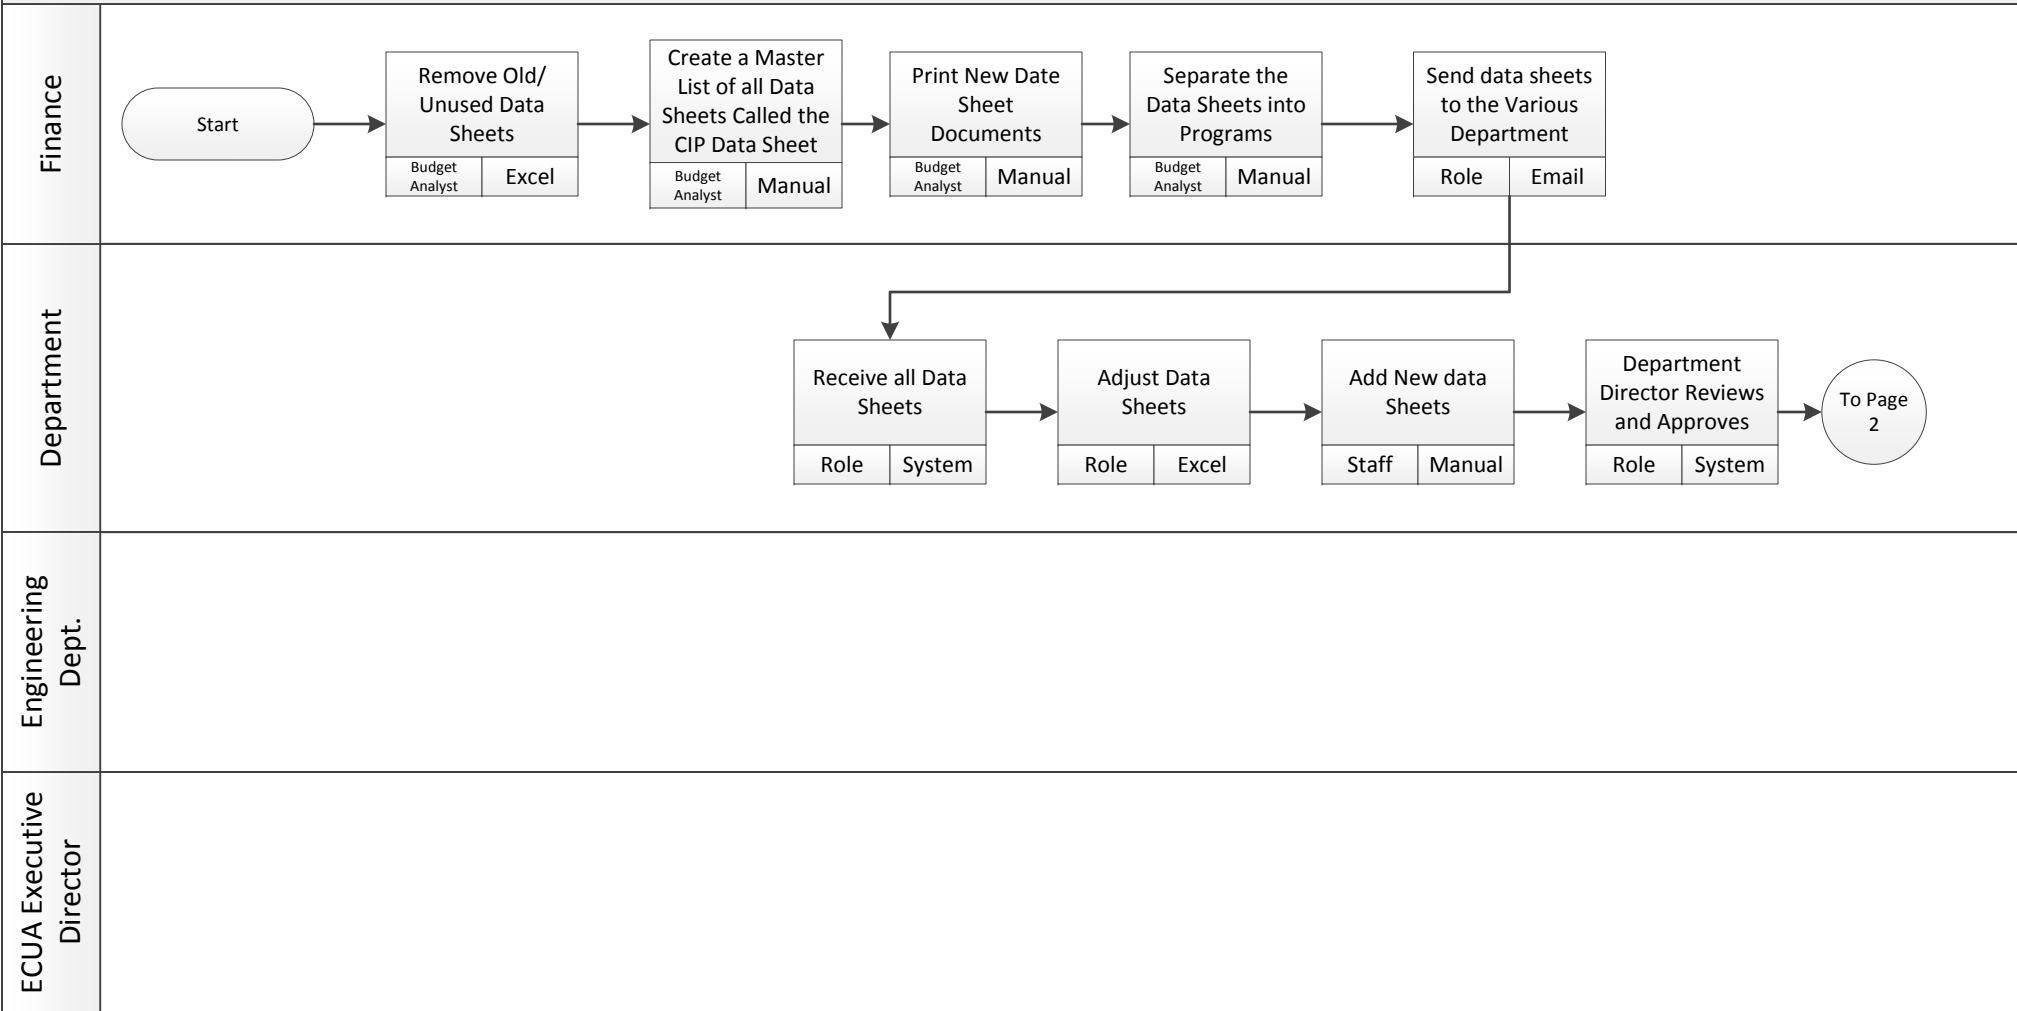 Finance
Start
Remove Old/
Unused Data
Sheets
Budget
Analyst
Excel
Create a Master
List of all Data
Sheets Called the
CIP Data Sheet
Budget
Analyst
Manual
Print New Date
Sheet
Documents
Budget
Analyst
Manual
Separate the
Data Sheets into
Programs
Budget
Analyst
Manual
Send data sheets
to the Various
Department
Role
Email
Department
Receive all Data
Sheets
Role
System
Adjust Data
Sheets
Role
Excel
Add New data
Sheets
Staff
Manual
Department
Director Reviews
and Approves
Role
System
To Page
2
Engineering
Dept.
ECUA Executive
Director